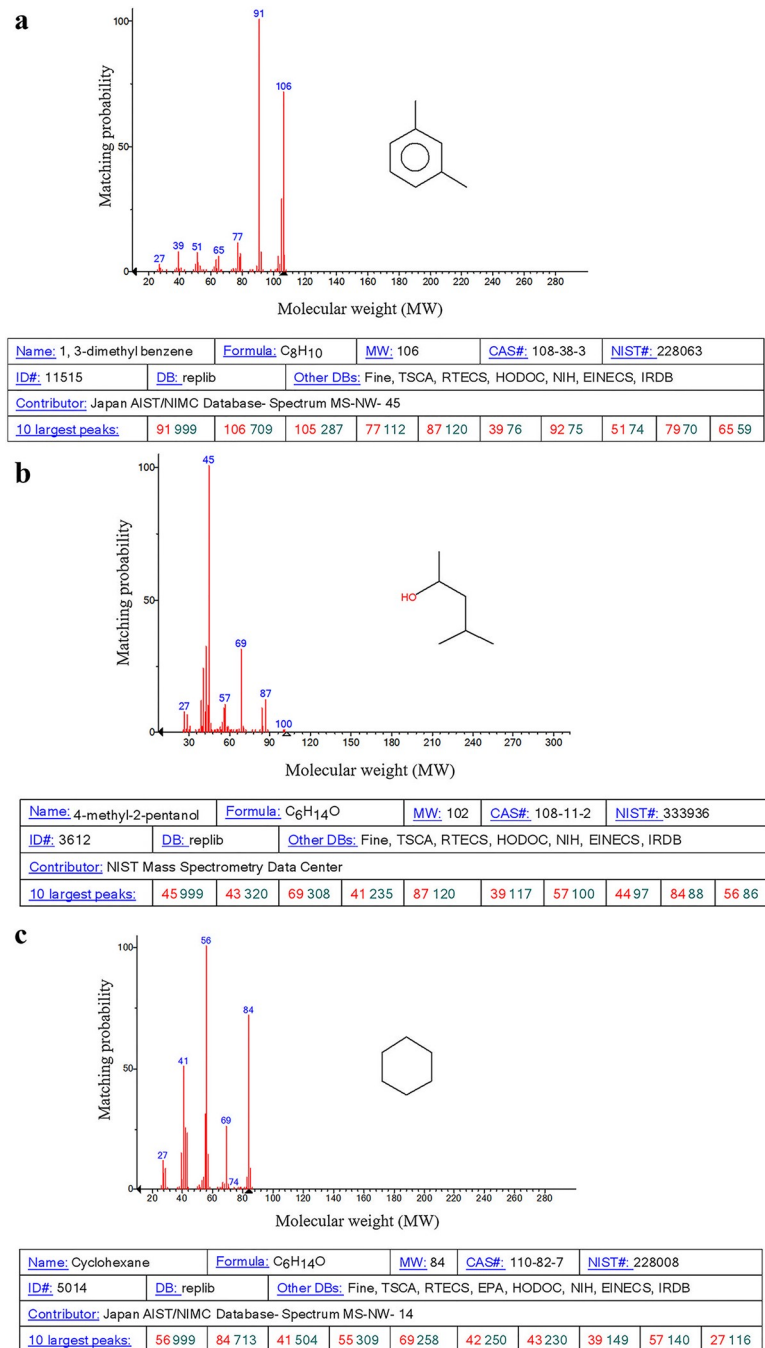 a
91
106
100
Matching probability
50
77
39
51
65
27
0
20 40 60 80 100 120 140 160 180 200 220 240 260 280
Molecular weight (MW)
Name: 1, 3-dimethyl benzene Formula: C8H10 MW: 106 CAS#: 108-38-3 NIST#: 228063
ID#: 11515 DB: replib Other DBs: Fine, TSCA, RTECS, HODOC, NIH, EINECS, IRDB
Contributor: Japan AIST/NIMC Database- Spectrum MS-NW- 45
10 largest peaks: 91 999 106 709 105 287 77 112 87 120 39 76 92 75 51 74 79 70 65 59
b
45
100
Matching probability
HO
50
69
57
87
27
100
0
30 60 90 120 150 180 210 240 270 300
Molecular weight (MW)
Name: 4-methyl-2-pentanol Formula: C6H14O MW: 102 CAS#: 108-11-2 NIST#: 333936
ID#: 3612 DB: replib Other DBs: Fine, TSCA, RTECS, HODOC, NIH, EINECS, IRDB
Contributor: NIST Mass Spectrometry Data Center
10 largest peaks: 45 999 43 320 69 308 41 235 87 120 39 117 57 100 44 97 84 88 56 86
c
56
100
Matching probability
84
50
41
69
27
74
0
20 40 60 80 100 120 140 160 180 200 220 240 260 280
Molecular weight (MW)
Name: Cyclohexane Formula: C6H14O MW: 84 CAS#: 110-82-7 NIST#: 228008
ID#: 5014 DB: replib Other DBs: Fine, TSCA, RTECS, EPA, HODOC, NIH, EINECS, IRDB
Contributor: Japan AIST/NIMC Database- Spectrum MS-NW- 14
10 largest peaks: 56 999 84 713 41 504 55 309 69 258 42 250 43 230 39 149 57 140 27 116